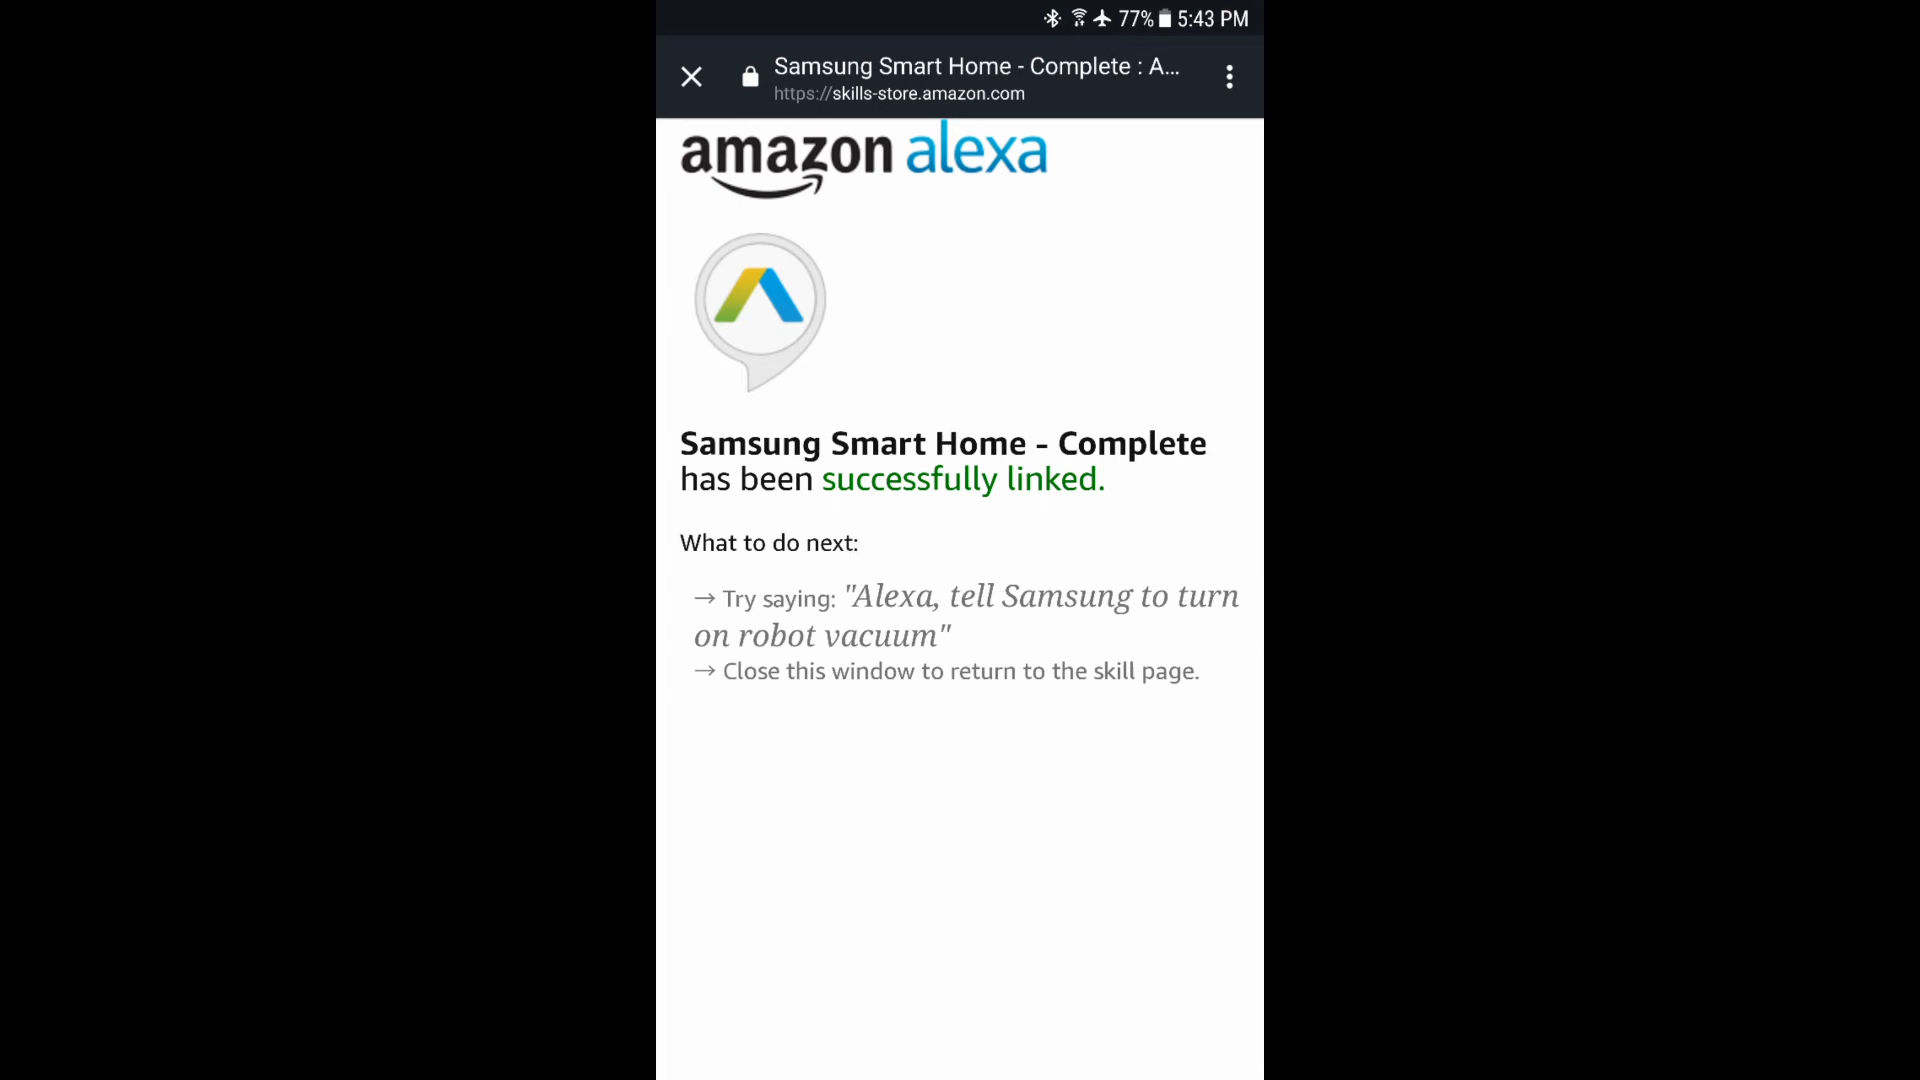 77% 5:43 PM
Samsung Smart Home - Complete : A...
https://skills-store.amazon.com
amazon alexa
Samsung Smart Home - Complete
has been successfully linked.
What to do next:
→ Try saying: "Alexa, tell Samsung to turn
on robot vacuum"
→ Close this window to return to the skill page.